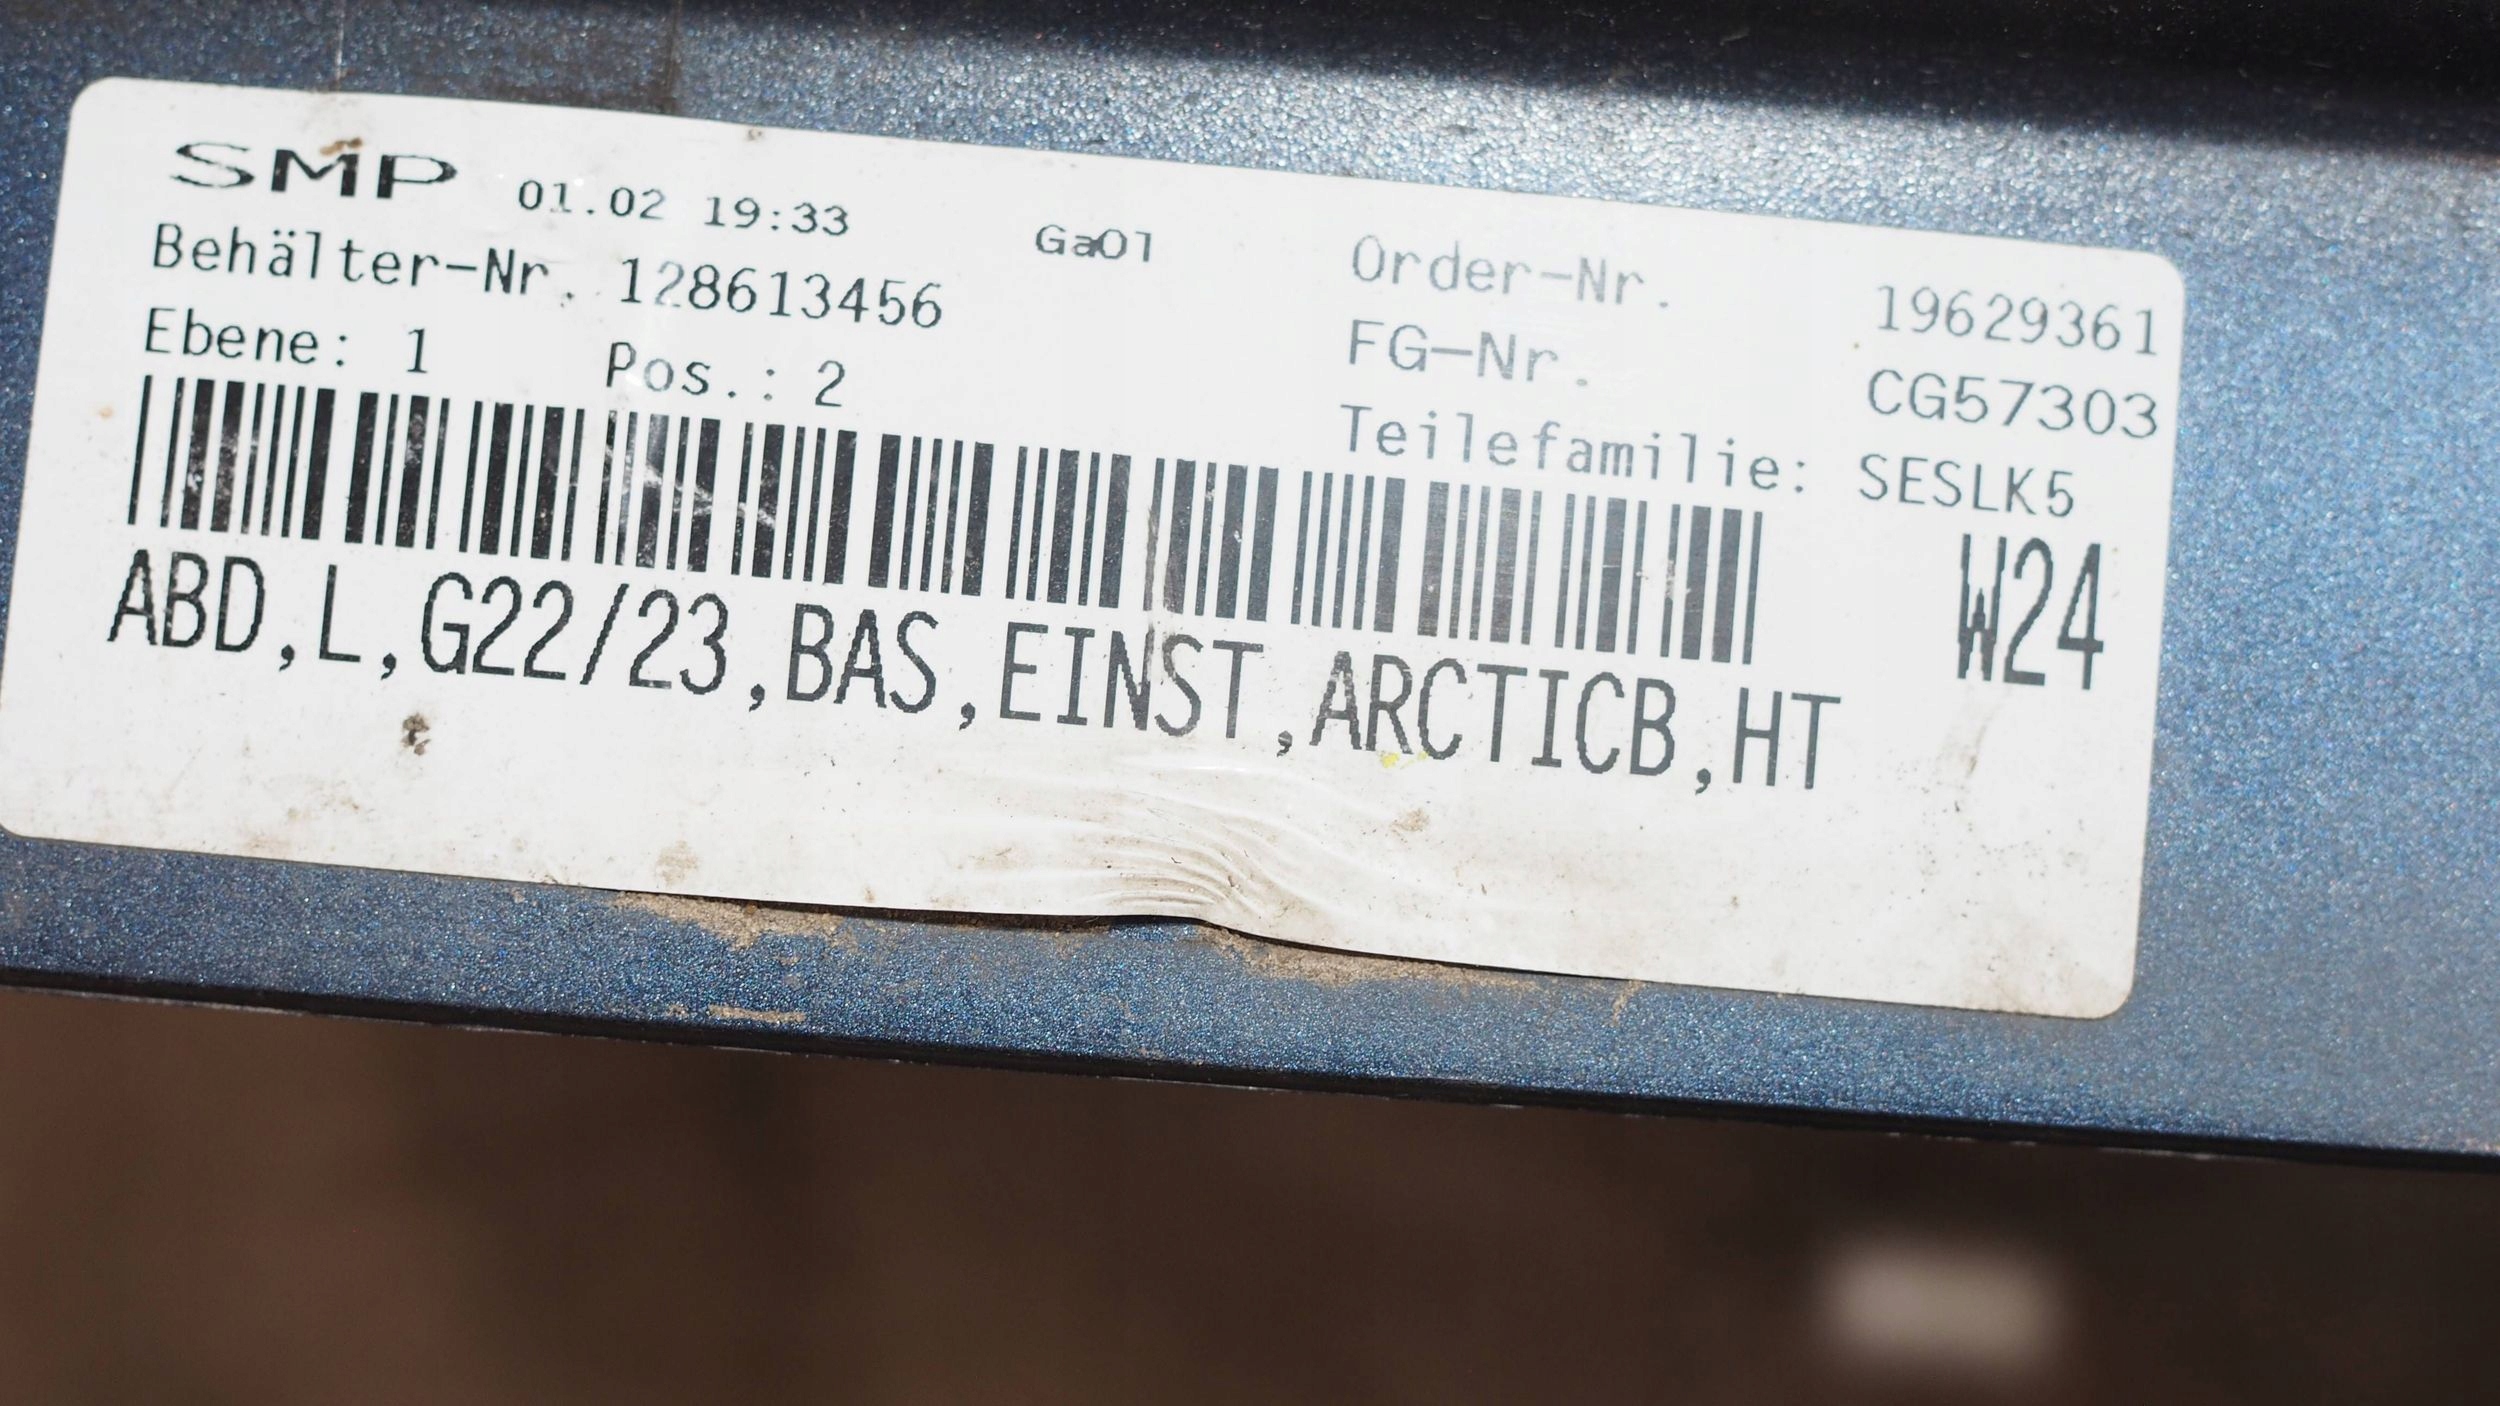 SMP 01.02 19:33 Ga01
Behälter-Nr. 128613456
Ebene: 1 Pos.: 2
Order-Nr. 19629361
FG-Nr. CG57303
Teilefamilie: SESLK5
W24
ABD,L,G22/23,BAS,EINST,ARCTICB,HT